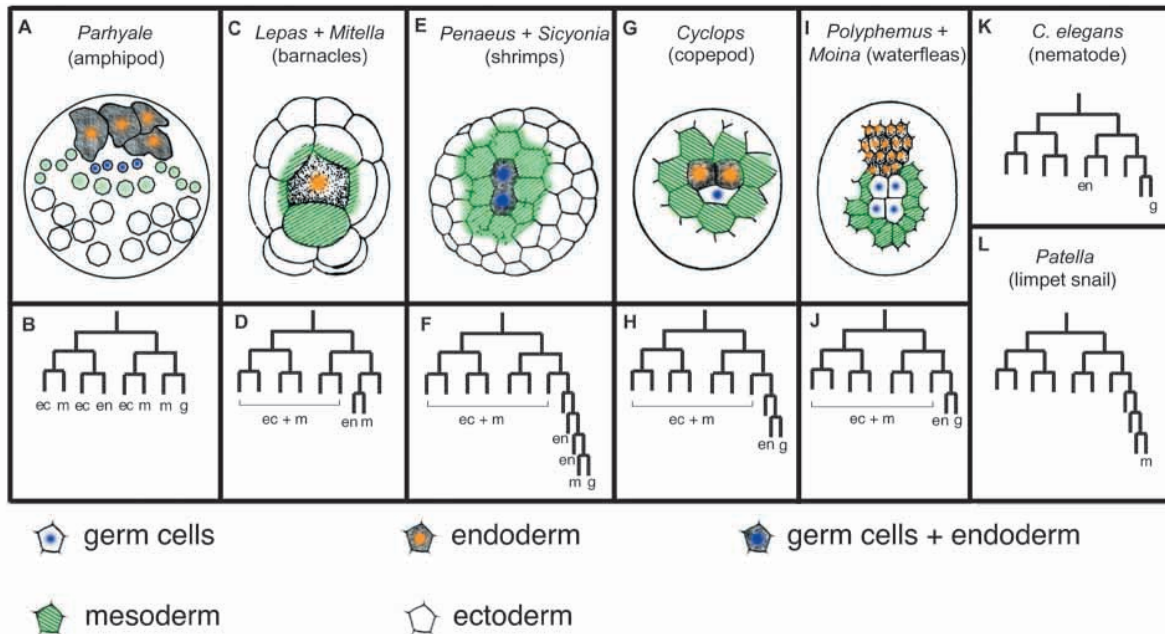 A
Parhyale
(amphipod)
B
ec m ec en ec m m g
C
Lepas + Mitella
(barnacles)
D
ec + m
en m
E
Penaeus + Sicyonia
(shrimps)
F
ec + m
en
en
m g
G
Cyclops
(copepod)
H
ec + m
en g
I
Polyphemus +
Moina (waterfleas)
J
ec + m
en g
K
C. elegans
(nematode)
en
g
L
Patella
(limpet snail)
m
germ cells
endoderm
germ cells + endoderm
mesoderm
ectoderm